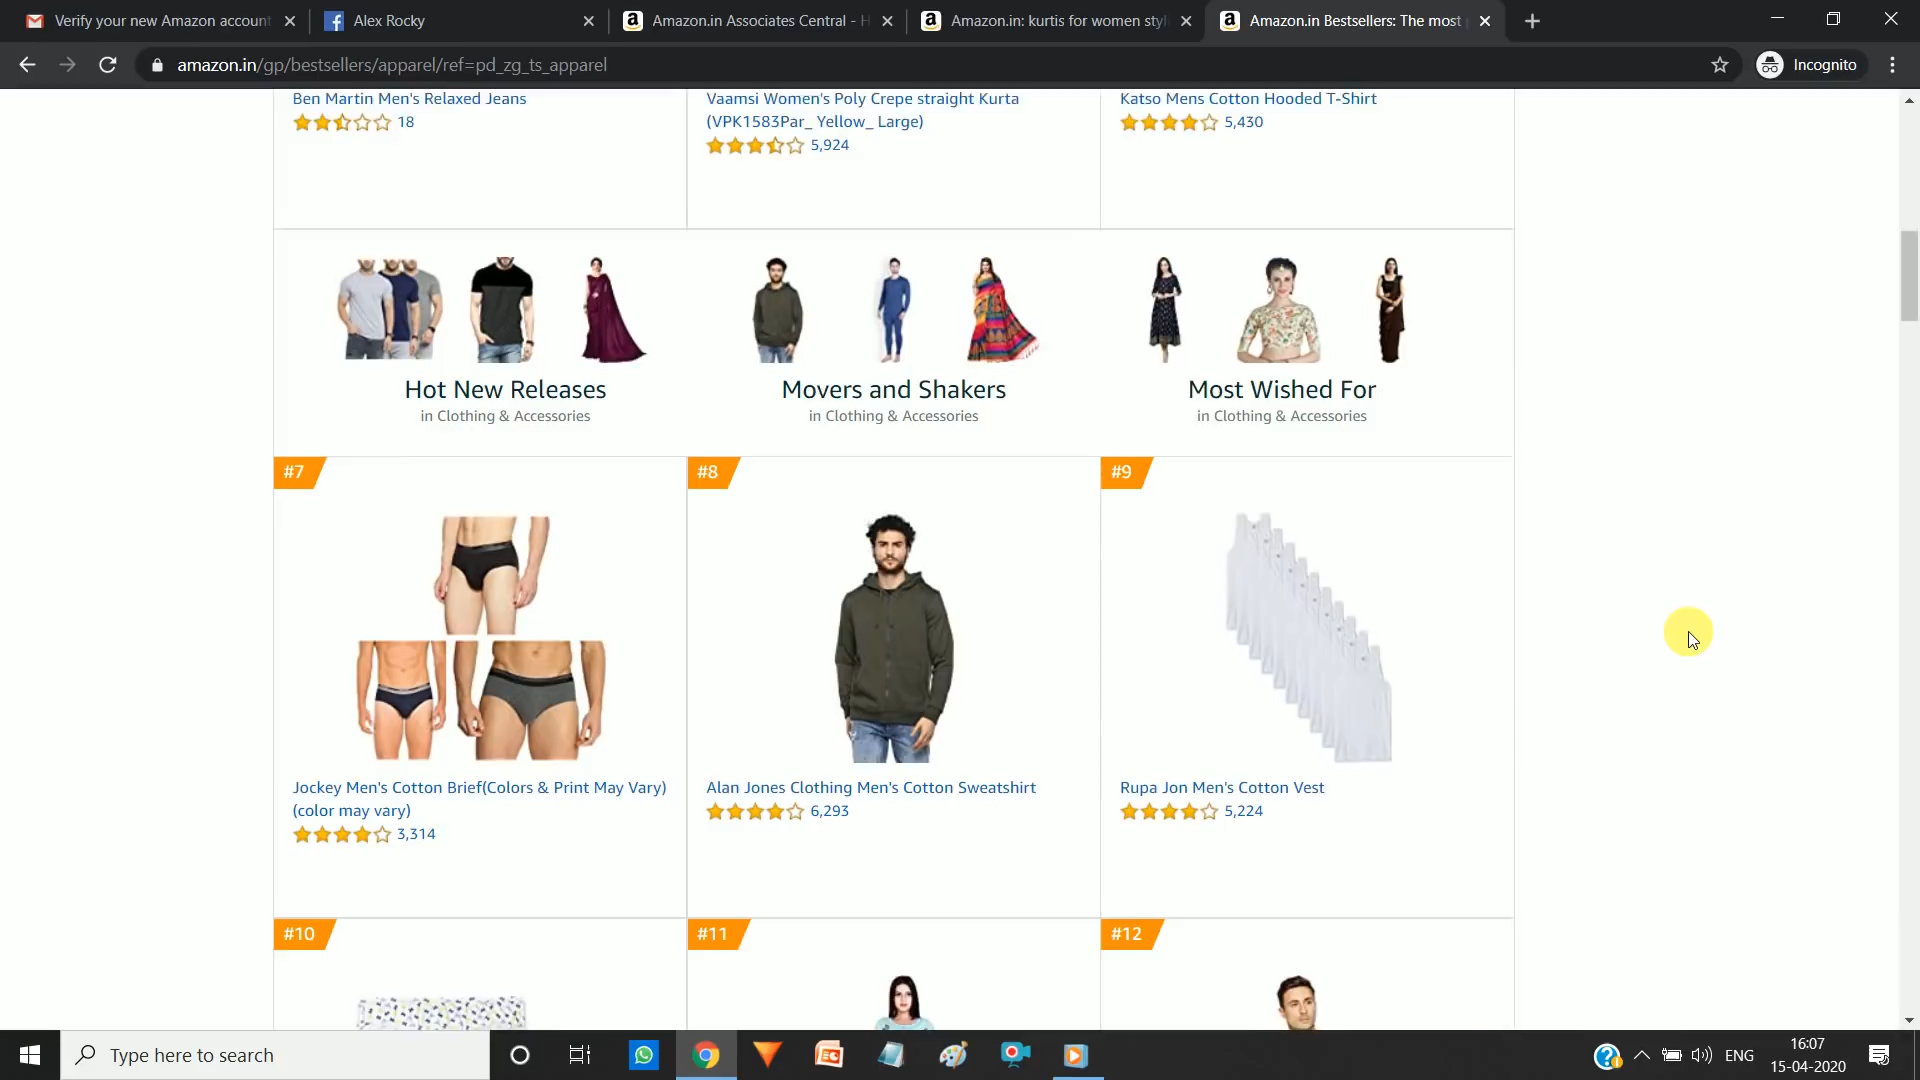 Verify your new Amazon account
Alex Rocky
Amazon.in Associates Central - H
Amazon.in: kurtis for women styl
Amazon.in Bestsellers: The most
amazon.in/gp/bestsellers/apparel/ref=pd_zg_ts_apparel
Incognito
Ben Martin Men's Relaxed Jeans
18
Vaamsi Women's Poly Crepe straight Kurta
(VPK1583Par_ Yellow_ Large)
5,924
Katso Mens Cotton Hooded T-Shirt
5,430
Hot New Releases
in Clothing & Accessories
Movers and Shakers
in Clothing & Accessories
Most Wished For
in Clothing & Accessories
#7
Jockey Men's Cotton Brief(Colors & Print May Vary)
(color may vary)
3,314
#8
Alan Jones Clothing Men's Cotton Sweatshirt
6,293
#9
Rupa Jon Men's Cotton Vest
5,224
#10
#11
#12
Type here to search
ENG
16:07
15-04-2020